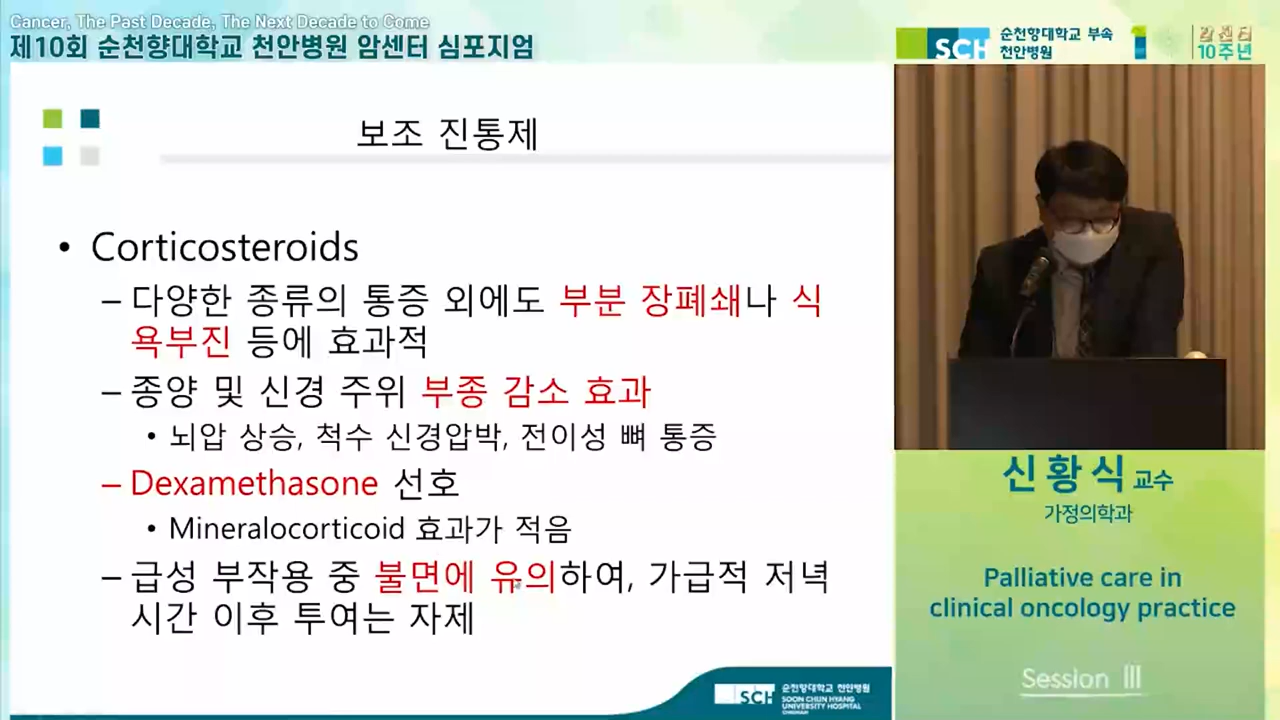 Cancer, The Past Decade, The Next Decade to Come
제10회 순천향대학교 천안병원 암센터 심포지엄
SCH
순천향대학교 부속
천안병원
암센터
10주년
보조 진통제
• Corticosteroids
– 다양한 종류의 통증 외에도 부분 장폐쇄나 식
욕부진 등에 효과적
– 종양 및 신경 주위 부종 감소 효과
• 뇌압 상승, 척수 신경압박, 전이성 뼈 통증
– Dexamethasone 선호
• Mineralocorticoid 효과가 적음
– 급성 부작용 중 불면에 유의하여, 가급적 저녁
시간 이후 투여는 자제
SCH
순천향대학교 천안병원
SOON CHUN HYANG
UNIVERSITY HOSPITAL
CHEONAN
신황식 교수
가정의학과
Palliative care in
clinical oncology practice
Session Ⅲ